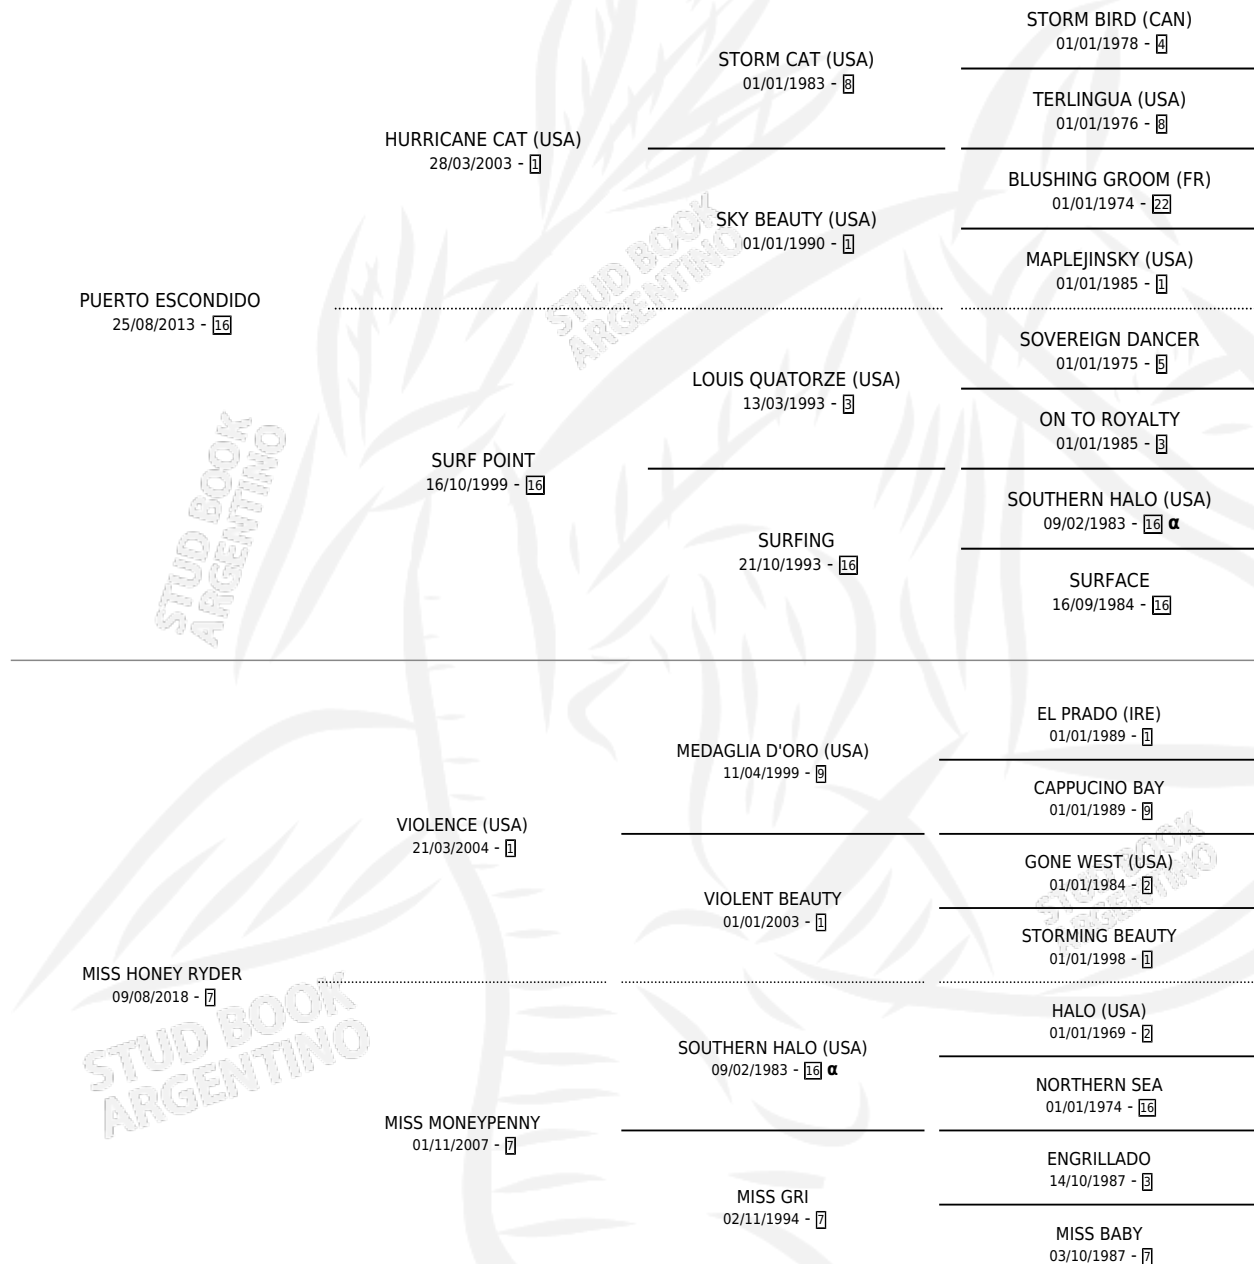 STORM BIRD (CAN)
01/01/1978 - 4
STORM CAT (USA)
01/01/1983 - 8
TERLINGUA (USA)
01/01/1976 - 8
HURRICANE CAT (USA)
28/03/2003 - 1
BLUSHING GROOM (FR)
01/01/1974 - 22
SKY BEAUTY (USA)
01/01/1990 - 1
MAPLEJINSKY (USA)
01/01/1985 - 1
PUERTO ESCONDIDO
25/08/2013 - 16
SOVEREIGN DANCER
01/01/1975 - 5
LOUIS QUATORZE (USA)
13/03/1993 - 3
ON TO ROYALTY
01/01/1985 - 3
SURF POINT
16/10/1999 - 16
SOUTHERN HALO (USA)
09/02/1983 - 16 α
SURFING
21/10/1993 - 16
SURFACE
16/09/1984 - 16
EL PRADO (IRE)
01/01/1989 - 1
MEDAGLIA D'ORO (USA)
11/04/1999 - 9
CAPPUCINO BAY
01/01/1989 - 9
VIOLENCE (USA)
21/03/2004 - 1
GONE WEST (USA)
01/01/1984 - 2
VIOLENT BEAUTY
01/01/2003 - 1
STORMING BEAUTY
01/01/1998 - 1
MISS HONEY RYDER
09/08/2018 - 7
HALO (USA)
01/01/1969 - 2
SOUTHERN HALO (USA)
09/02/1983 - 16 α
NORTHERN SEA
01/01/1974 - 16
MISS MONEYPENNY
01/11/2007 - 7
ENGRILLADO
14/10/1987 - 3
MISS GRI
02/11/1994 - 7
MISS BABY
03/10/1987 - 7
STUD BOOK
ARGENTINO
STUD BOOK
ARGENTINO
STUD BOOK
ARGENTINO
STUD BOOK
ARGENTINO